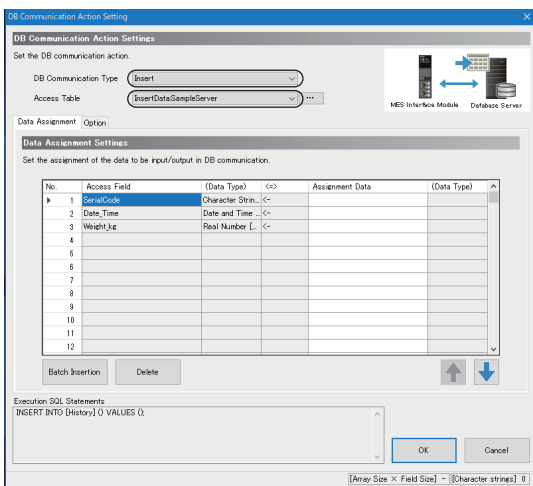 DB Communication Action Setting
DB Communication Action Settings
Set the DB communication action.
DB Communication Type Insert
Access Table InsertDataSampleServer ...
MES Interface Module Database Server
Data Assignment Option
Data Assignment Settings
Set the assignment of the data to be input/output in DB communication.
No. Access Field (Data Type) <=> Assignment Data (Data Type)
1 SerialCode Character Strin... <-
2 Date_Time Date and Time ... <-
3 Weight_kg Real Number [... <-
4
5
6
7
8
9
10
11
12
Batch Insertion Delete
Execution SQL Statements
INSERT INTO [History] () VALUES ();
OK Cancel
[Array Size × Field Size] - [Character strings] 0